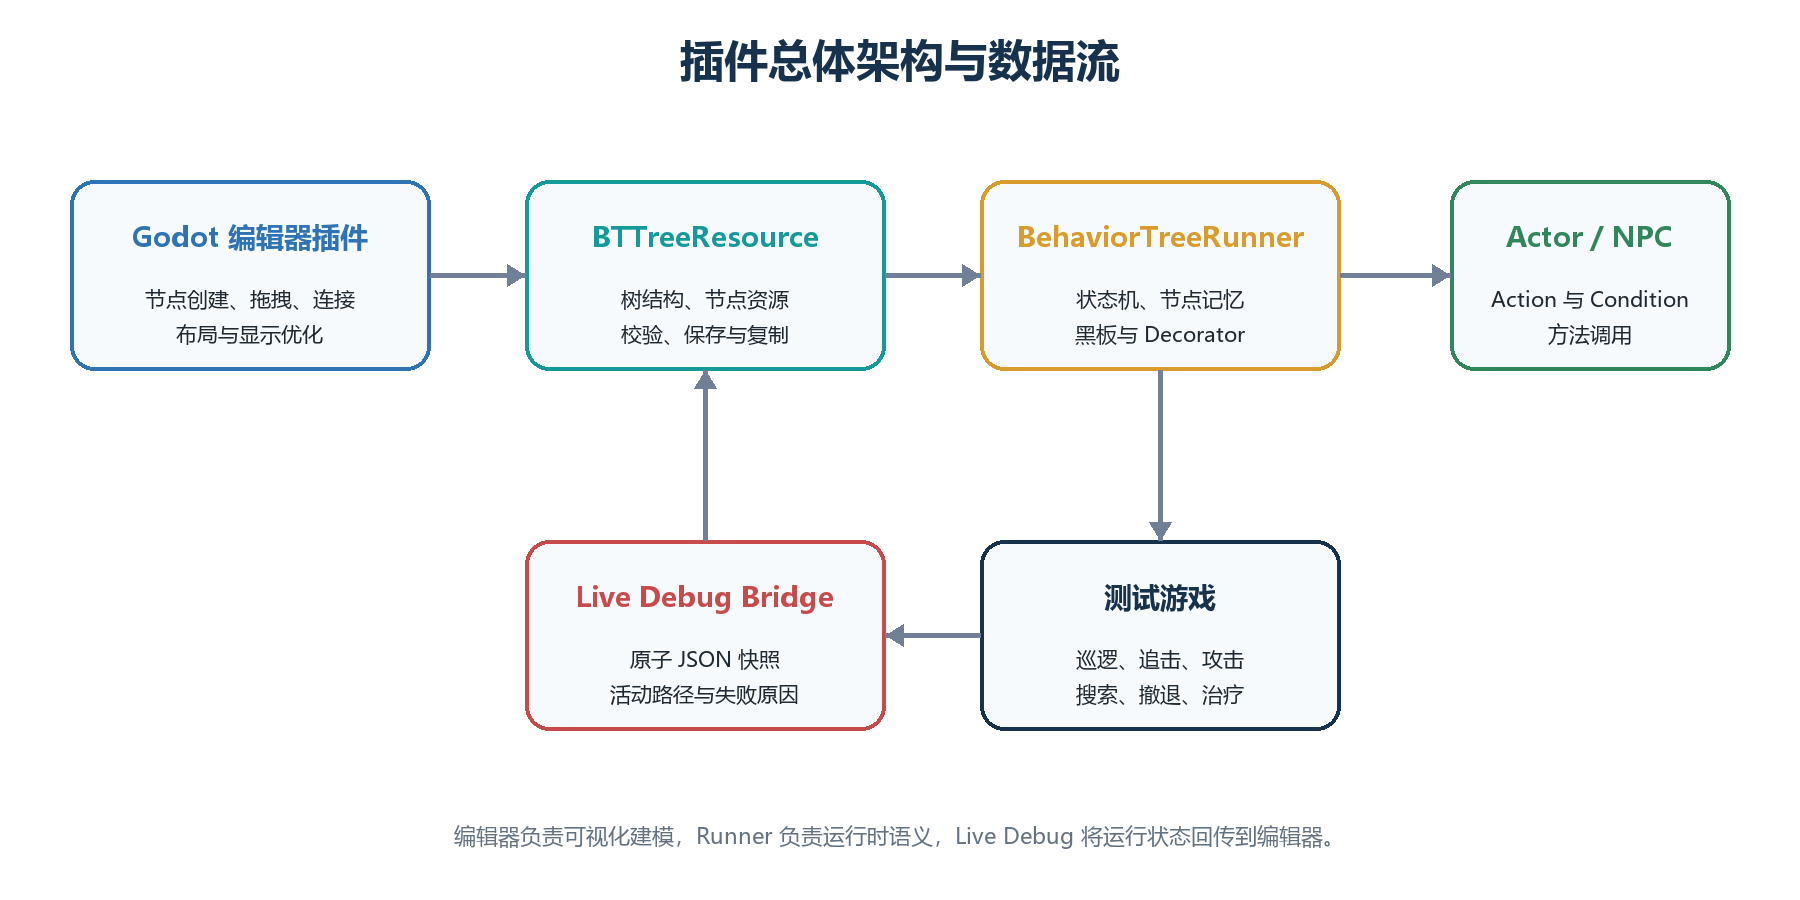 插件总体架构与数据流
Godot 编辑器插件
节点创建、拖拽、连接
布局与显示优化
BTTreeResource
树结构、节点资源
校验、保存与复制
BehaviorTreeRunner
状态机、节点记忆
黑板与 Decorator
Actor / NPC
Action 与 Condition
方法调用
Live Debug Bridge
原子 JSON 快照
活动路径与失败原因
测试游戏
巡逻、追击、攻击
搜索、撤退、治疗
编辑器负责可视化建模，Runner 负责运行时语义，Live Debug 将运行状态回传到编辑器。